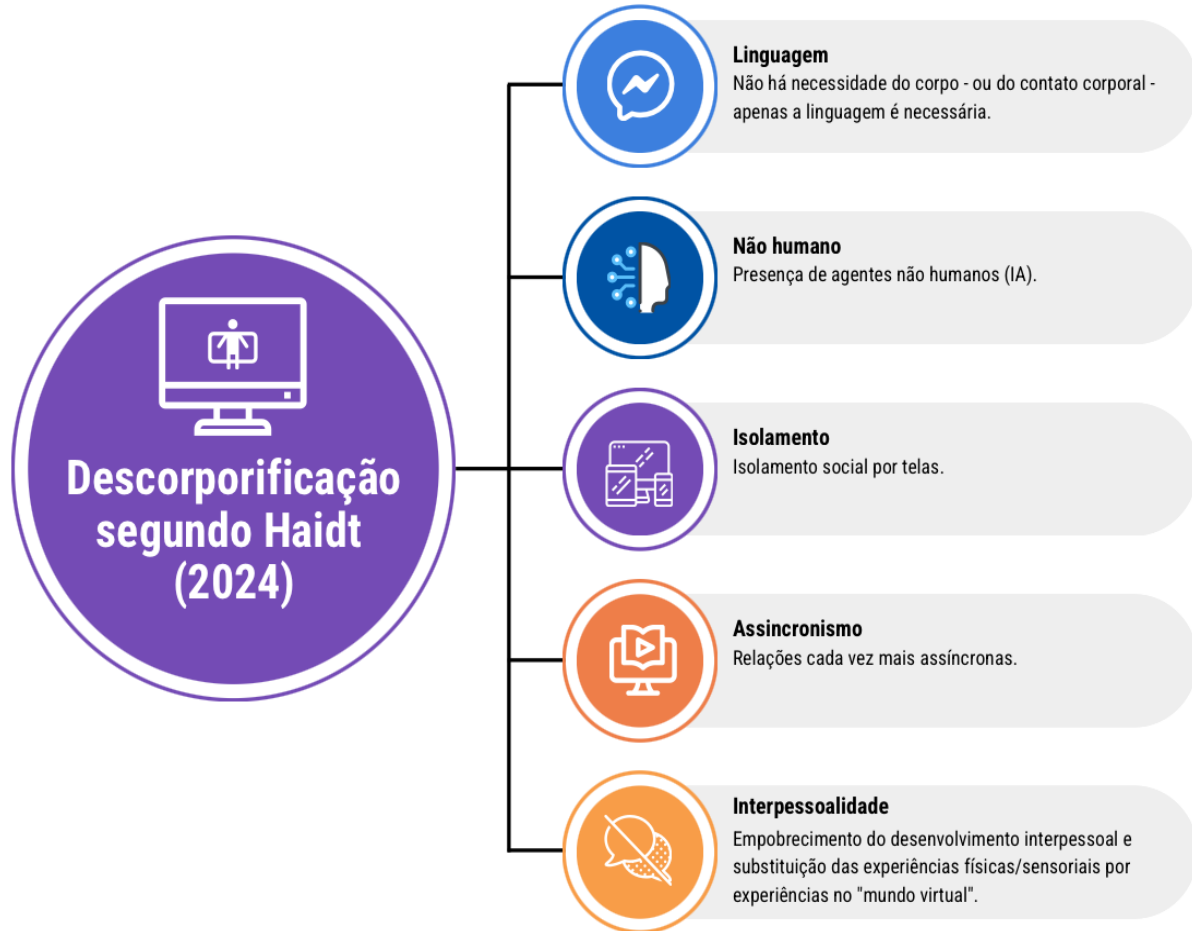 Descorporificação
segundo Haidt
(2024)
Linguagem
Não há necessidade do corpo - ou do contato corporal -
apenas a linguagem é necessária.
Não humano
Presença de agentes não humanos (IA).
Isolamento
Isolamento social por telas.
Assincronismo
Relações cada vez mais assíncronas.
Interpessoalidade
Empobrecimento do desenvolvimento interpessoal e
substituição das experiências físicas/sensoriais por
experiências no "mundo virtual".